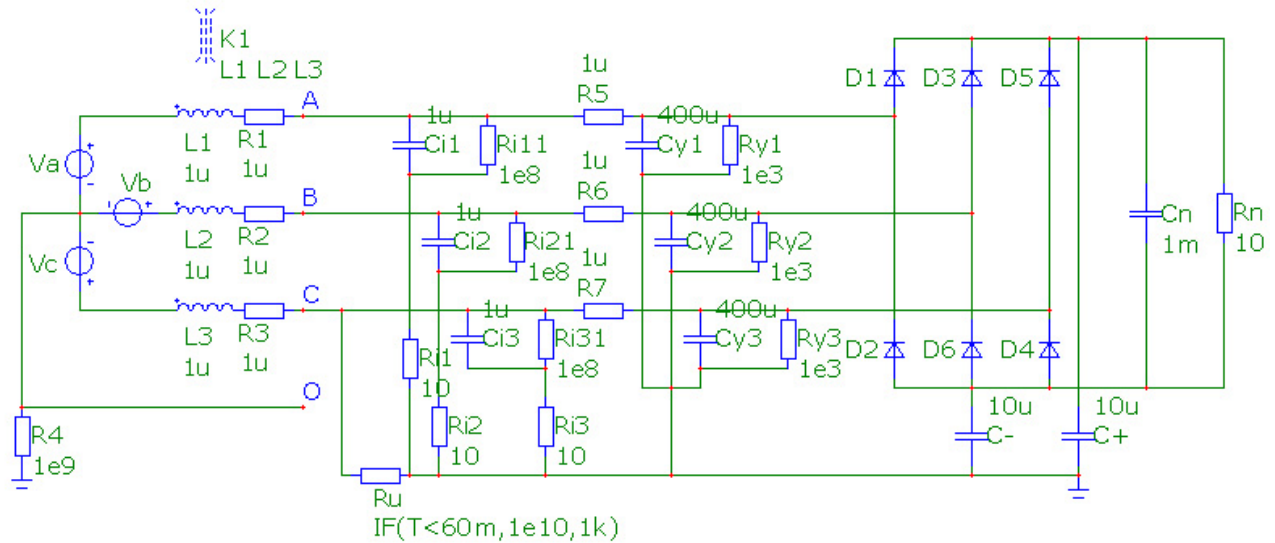 K1
L1 L2 L3
Va
Vb
Vc
L1
1u
R1
1u
A
L2
1u
R2
1u
B
L3
1u
R3
1u
C
O
R4
1e9
1u
Ci1
Ri11
1e8
1u
Ci2
Ri21
1e8
1u
Ci3
Ri31
1e8
Ri1
10
Ri2
10
Ri3
10
Ru
IF(T<60m,1e10,1k)
1u
R5
1u
R6
1u
R7
400u
Cy1
Ry1
1e3
400u
Cy2
Ry2
1e3
400u
Cy3
Ry3
1e3
D1
D3
D5
D2
D6
D4
10u
C-
10u
C+
Cn
1m
Rn
10